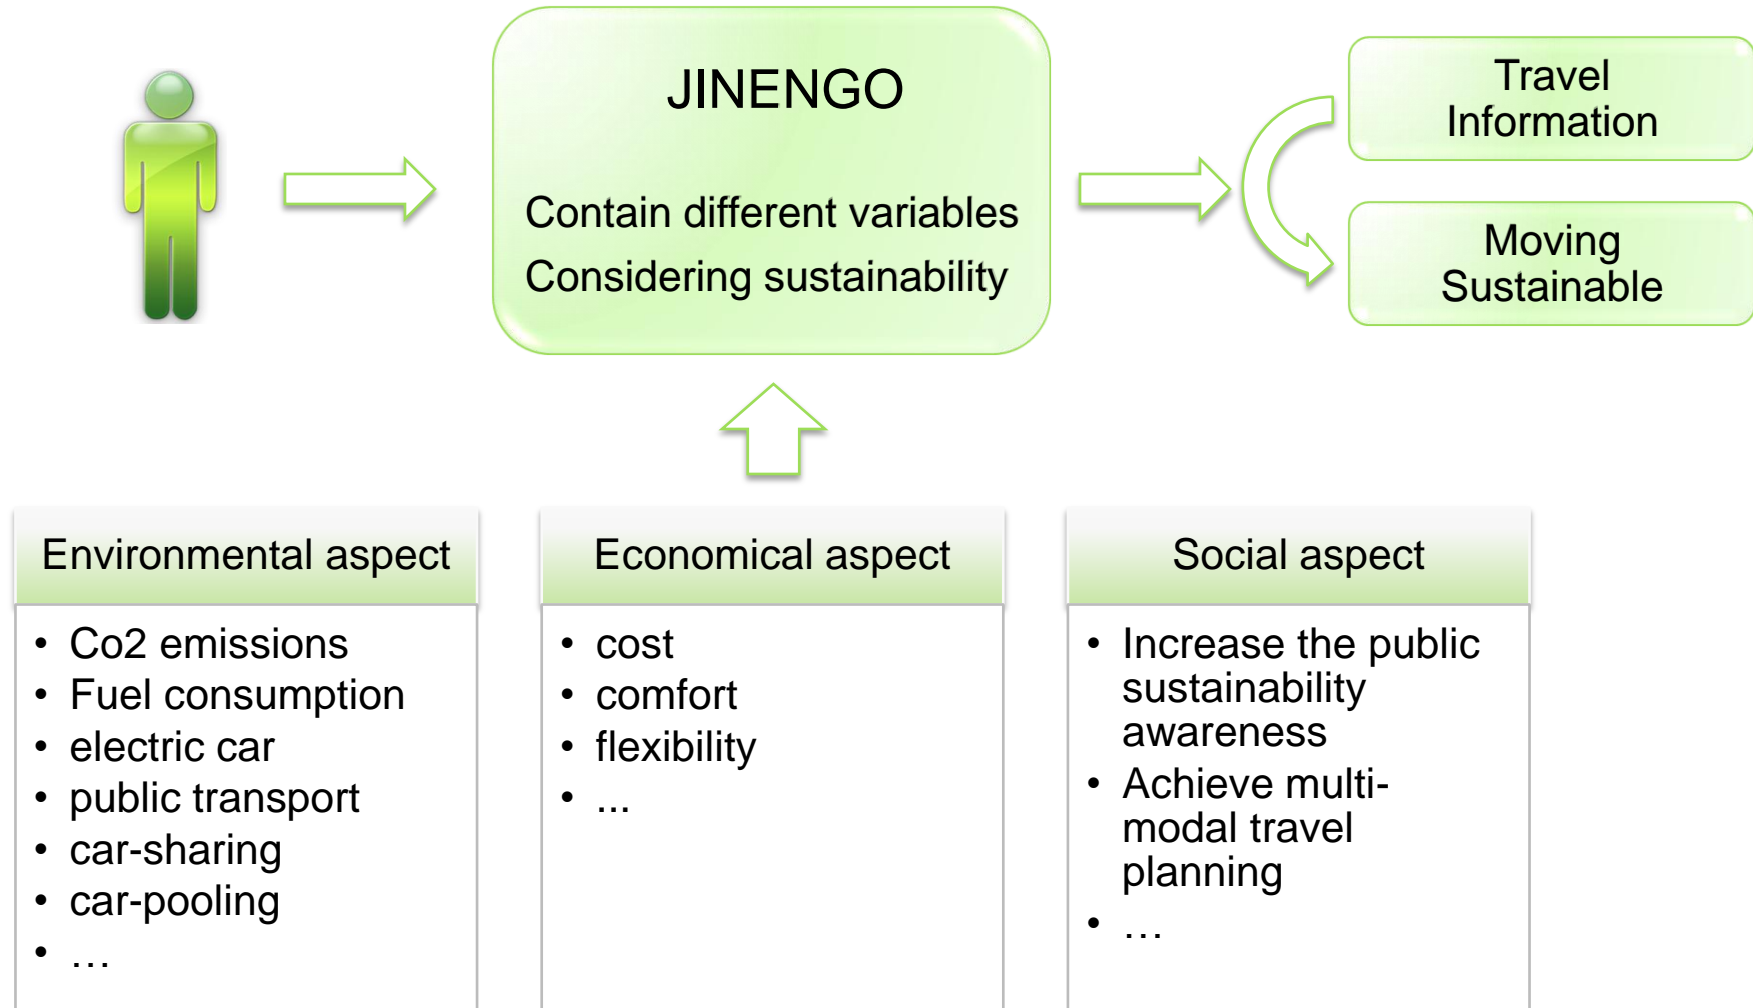 JINENGO
Contain different variables
Considering sustainability
Travel
Information
Moving
Sustainable
Environmental aspect
• Co2 emissions
• Fuel consumption
• electric car
• public transport
• car-sharing
• car-pooling
• …
Economical aspect
• cost
• comfort
• flexibility
• ...
Social aspect
• Increase the public
sustainability
awareness
• Achieve multi-
modal travel
planning
• …